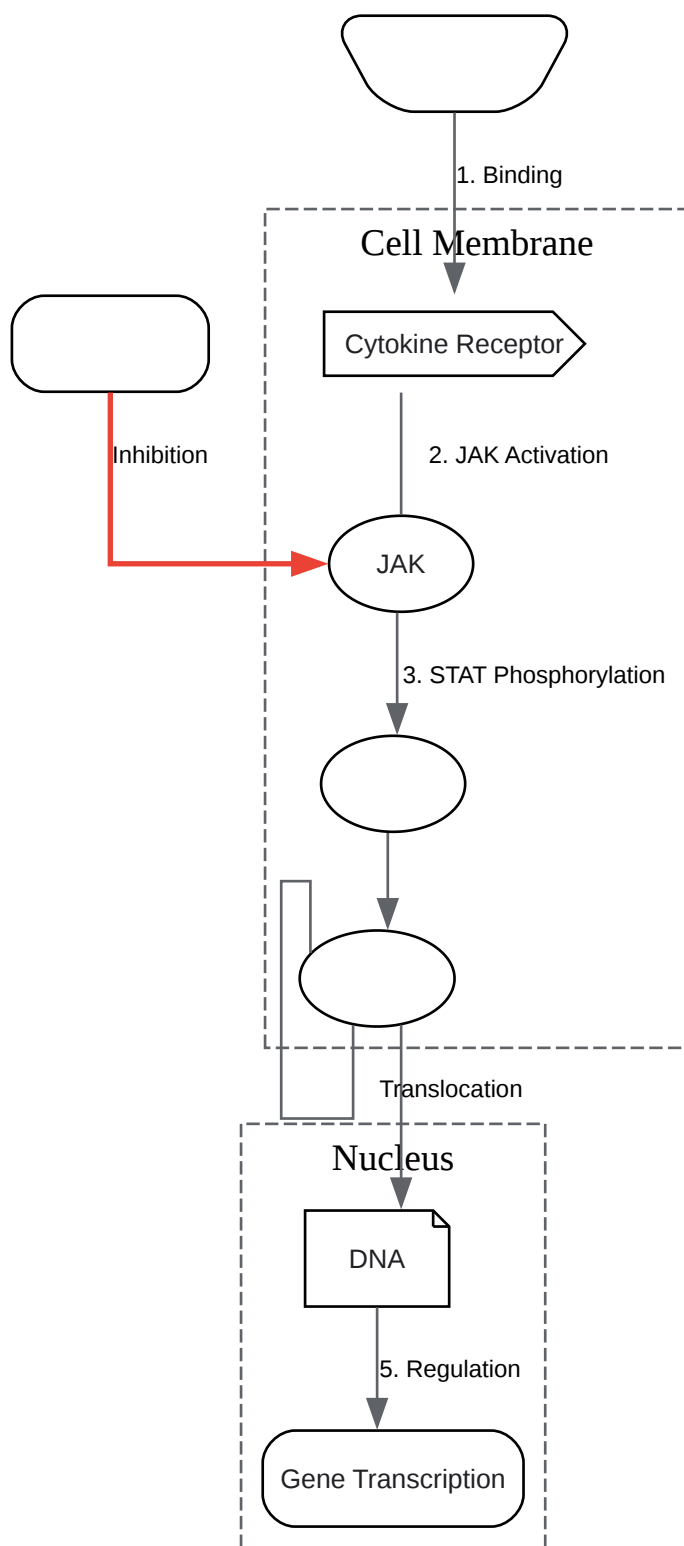 1. Binding
Cell Membrane
Cytokine Receptor
Inhibition
2. JAK Activation
JAK
3. STAT Phosphorylation
Translocation
Nucleus
DNA
5. Regulation
Gene Transcription